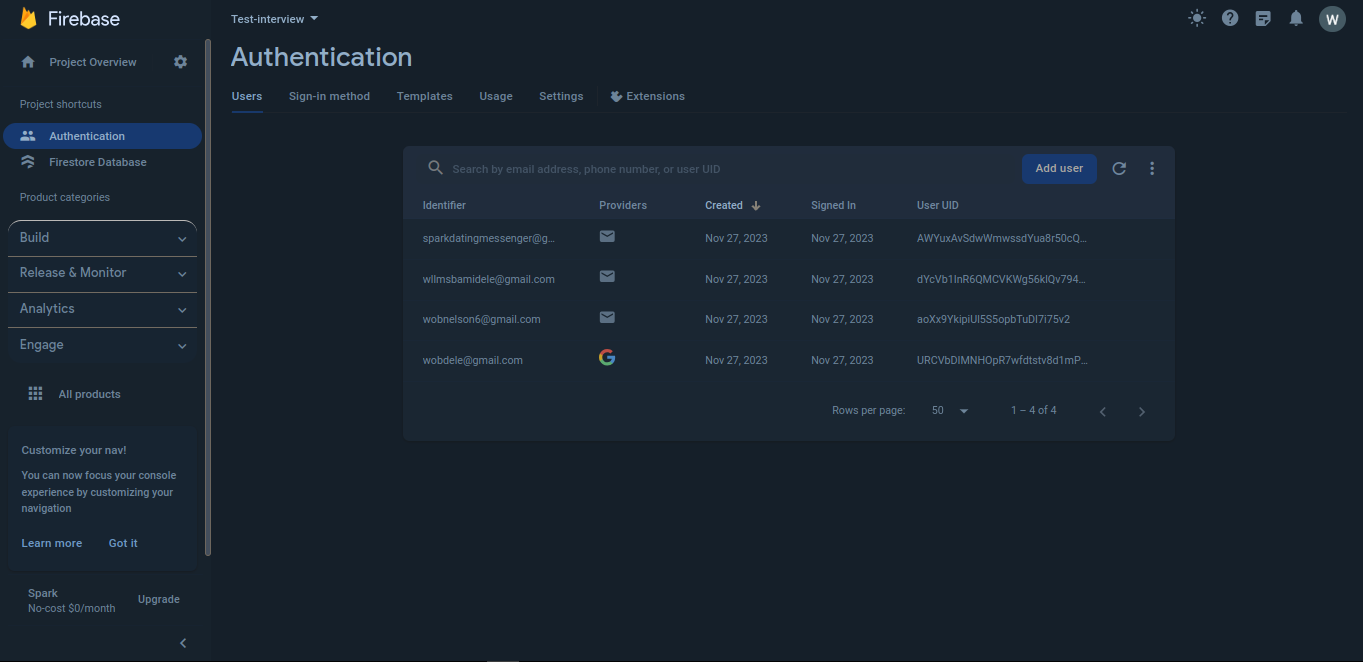 Firebase
Test-interview
W
Project Overview
Authentication
Project shortcuts
Users Sign-in method Templates Usage Settings Extensions
Authentication
Firestore Database
Product categories
Build
Release & Monitor
Analytics
Engage
All products
Customize your nav!
You can now focus your console
experience by customizing your
navigation
Learn more Got it
Spark
No-cost $0/month
Upgrade
Search by email address, phone number, or user UID
Add user
Identifier Providers Created Signed In User UID
sparkdatingmessenger@g... Nov 27, 2023 Nov 27, 2023 AWYuxAvSdwWmwssdYua8r50cQ...
wllmsbamidele@gmail.com Nov 27, 2023 Nov 27, 2023 dYcVb1InR6QMCVKWg56klQv794...
wobnelson6@gmail.com Nov 27, 2023 Nov 27, 2023 aoXx9YkipiUI5S5opbTuDI7i75v2
wobdele@gmail.com Nov 27, 2023 Nov 27, 2023 URCVbDIMNHOpR7wfdtstv8d1mP...
Rows per page: 50 1 – 4 of 4